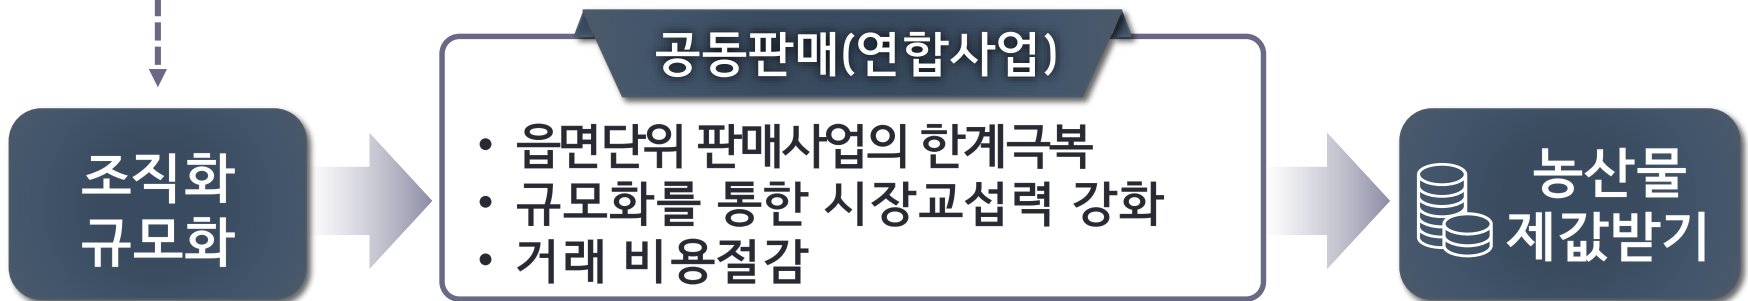 공동판매(연합사업)
조직화
규모화
• 읍면단위 판매사업의 한계극복
• 규모화를 통한 시장교섭력 강화
• 거래 비용절감
농산물
제값받기